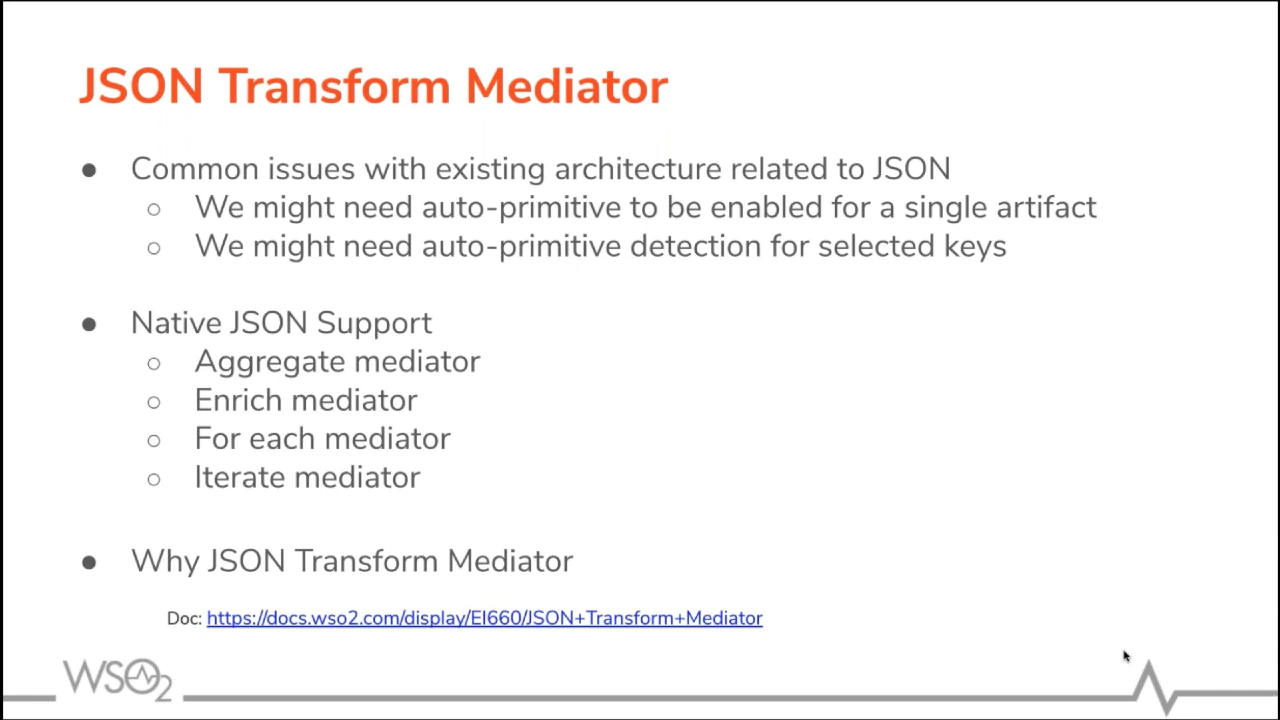 JSON Transform Mediator
● Common issues with existing architecture related to JSON
○ We might need auto-primitive to be enabled for a single artifact
○ We might need auto-primitive detection for selected keys
● Native JSON Support
○ Aggregate mediator
○ Enrich mediator
○ For each mediator
○ Iterate mediator
● Why JSON Transform Mediator
Doc: https://docs.wso2.com/display/EI660/JSON+Transform+Mediator
WSO2